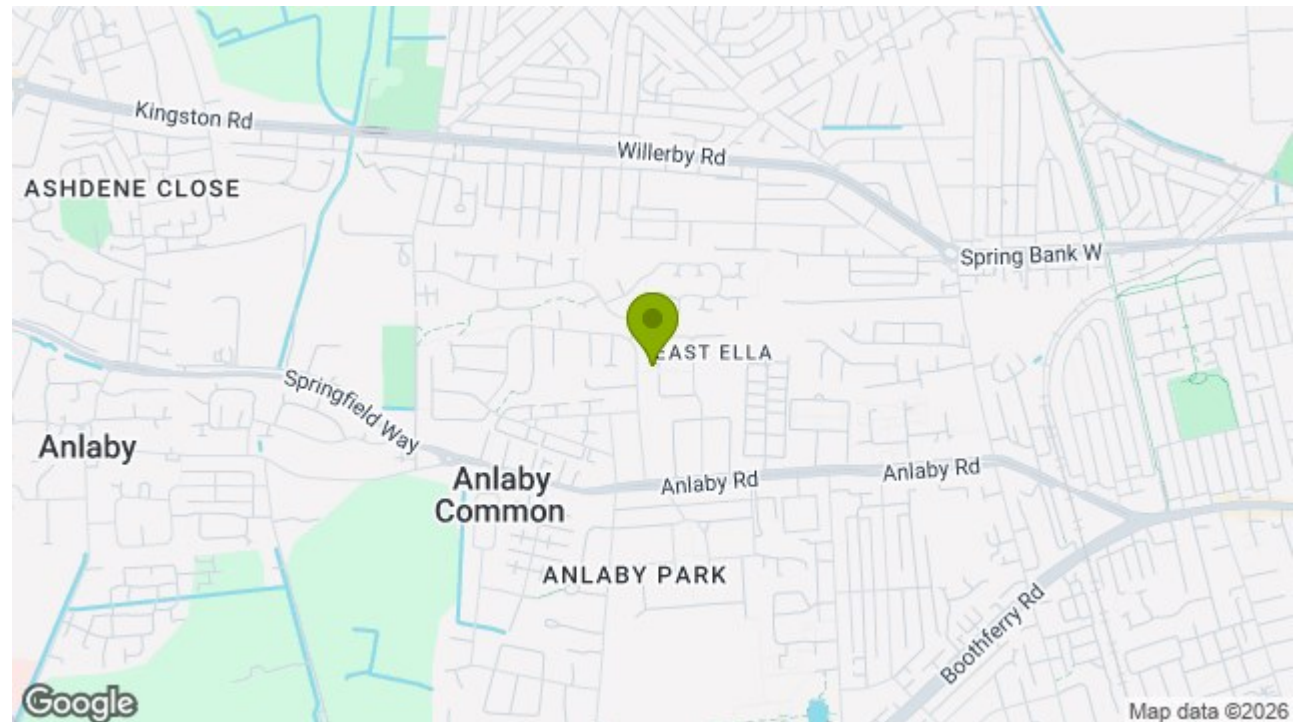 Kingston Rd
Willerby Rd
ASHDENE CLOSE
Spring Bank W
EAST ELLA
Springfield Way
Anlaby
Anlaby
Common
Anlaby Rd
Anlaby Rd
ANLABY PARK
Boothferry Rd
Google
Map data ©2026